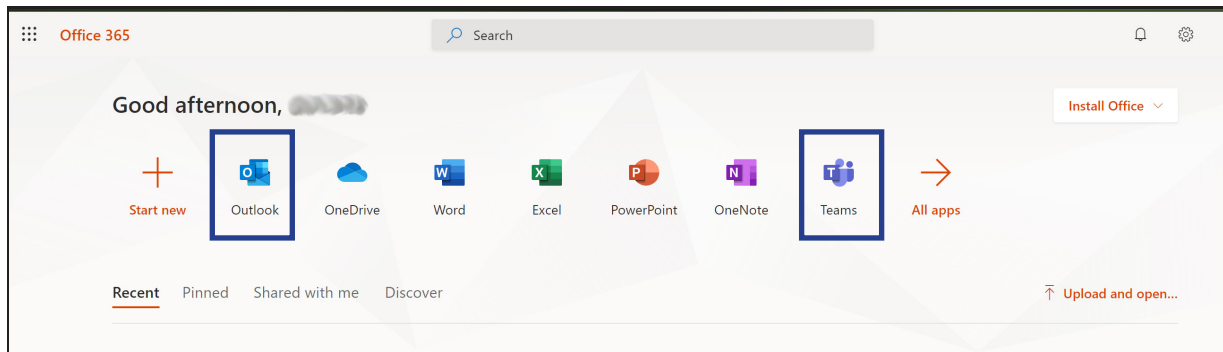 Office 365
Search
Good afternoon,
Install Office
Start new
Outlook
OneDrive
Word
Excel
PowerPoint
OneNote
Teams
All apps
Recent Pinned Shared with me Discover
Upload and open...